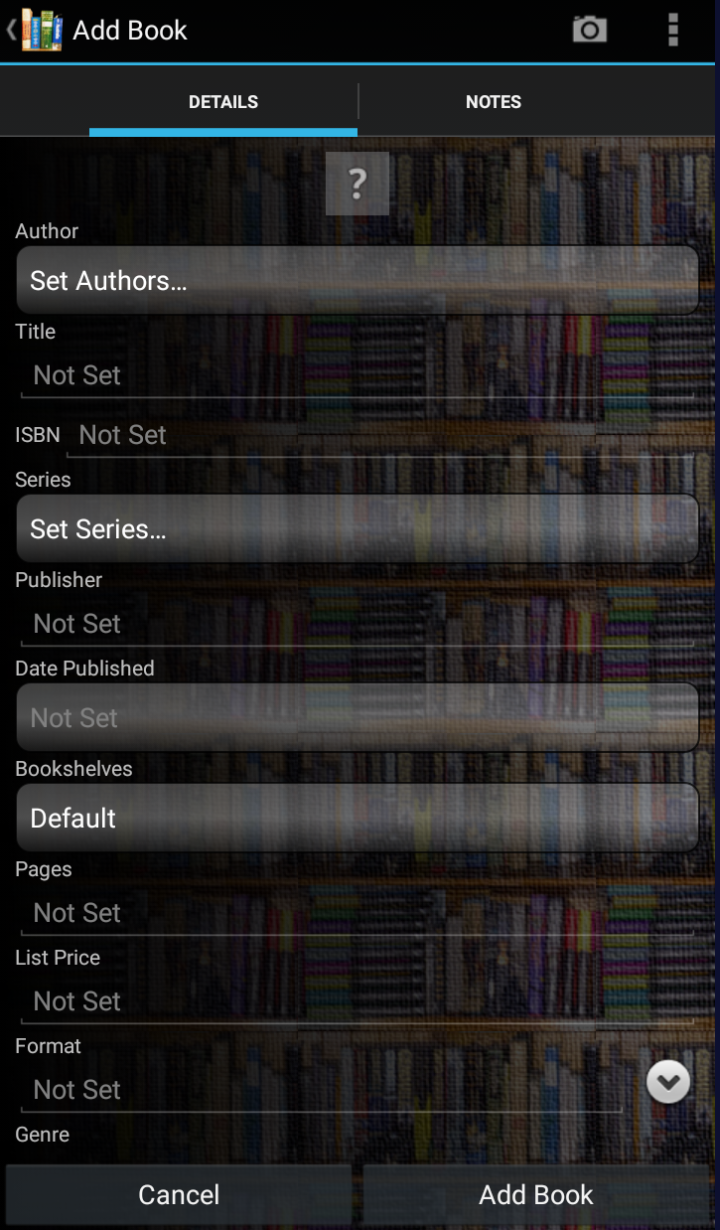 Add Book
DETAILS
NOTES
?
Author
Set Authors...
Title
Not Set
ISBN Not Set
Series
Set Series...
Publisher
Not Set
Date Published
Not Set
Bookshelves
Default
Pages
Not Set
List Price
Not Set
Format
Not Set
Genre
Cancel
Add Book